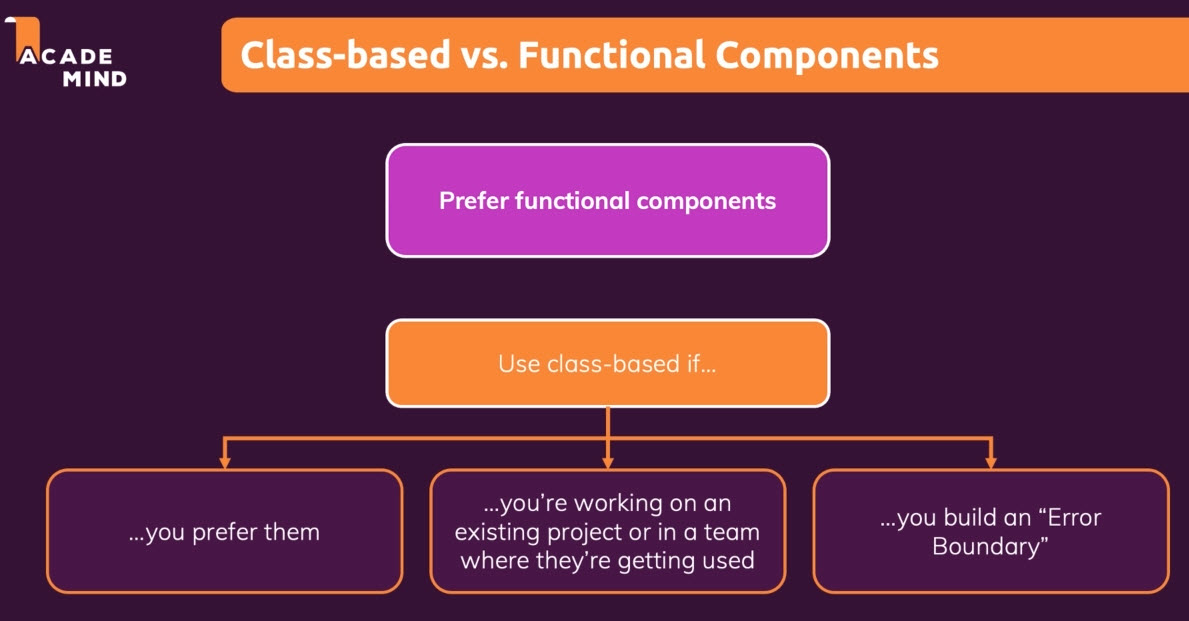 ACADE
MIND
Class-based vs. Functional Components
Prefer functional components
Use class-based if...
...you prefer them
...you're working on an
existing project or in a team
where they're getting used
...you build an “Error
Boundary”